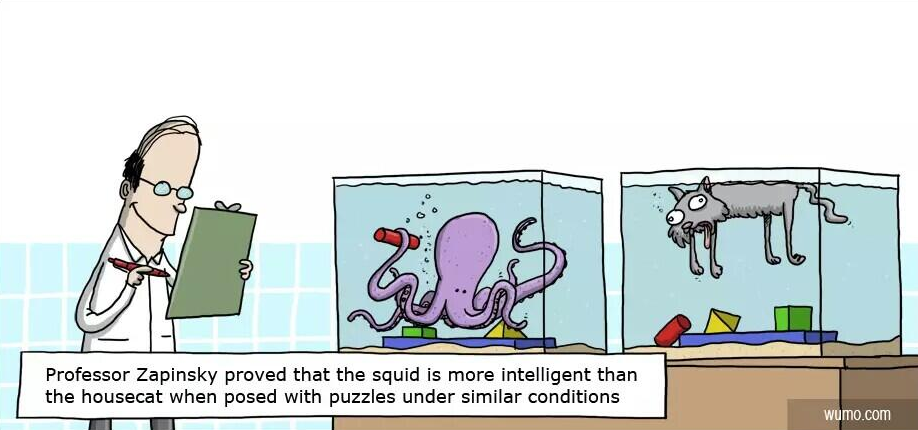 Professor Zapinsky proved that the squid is more intelligent than
the housecat when posed with puzzles under similar conditions
wumo.com